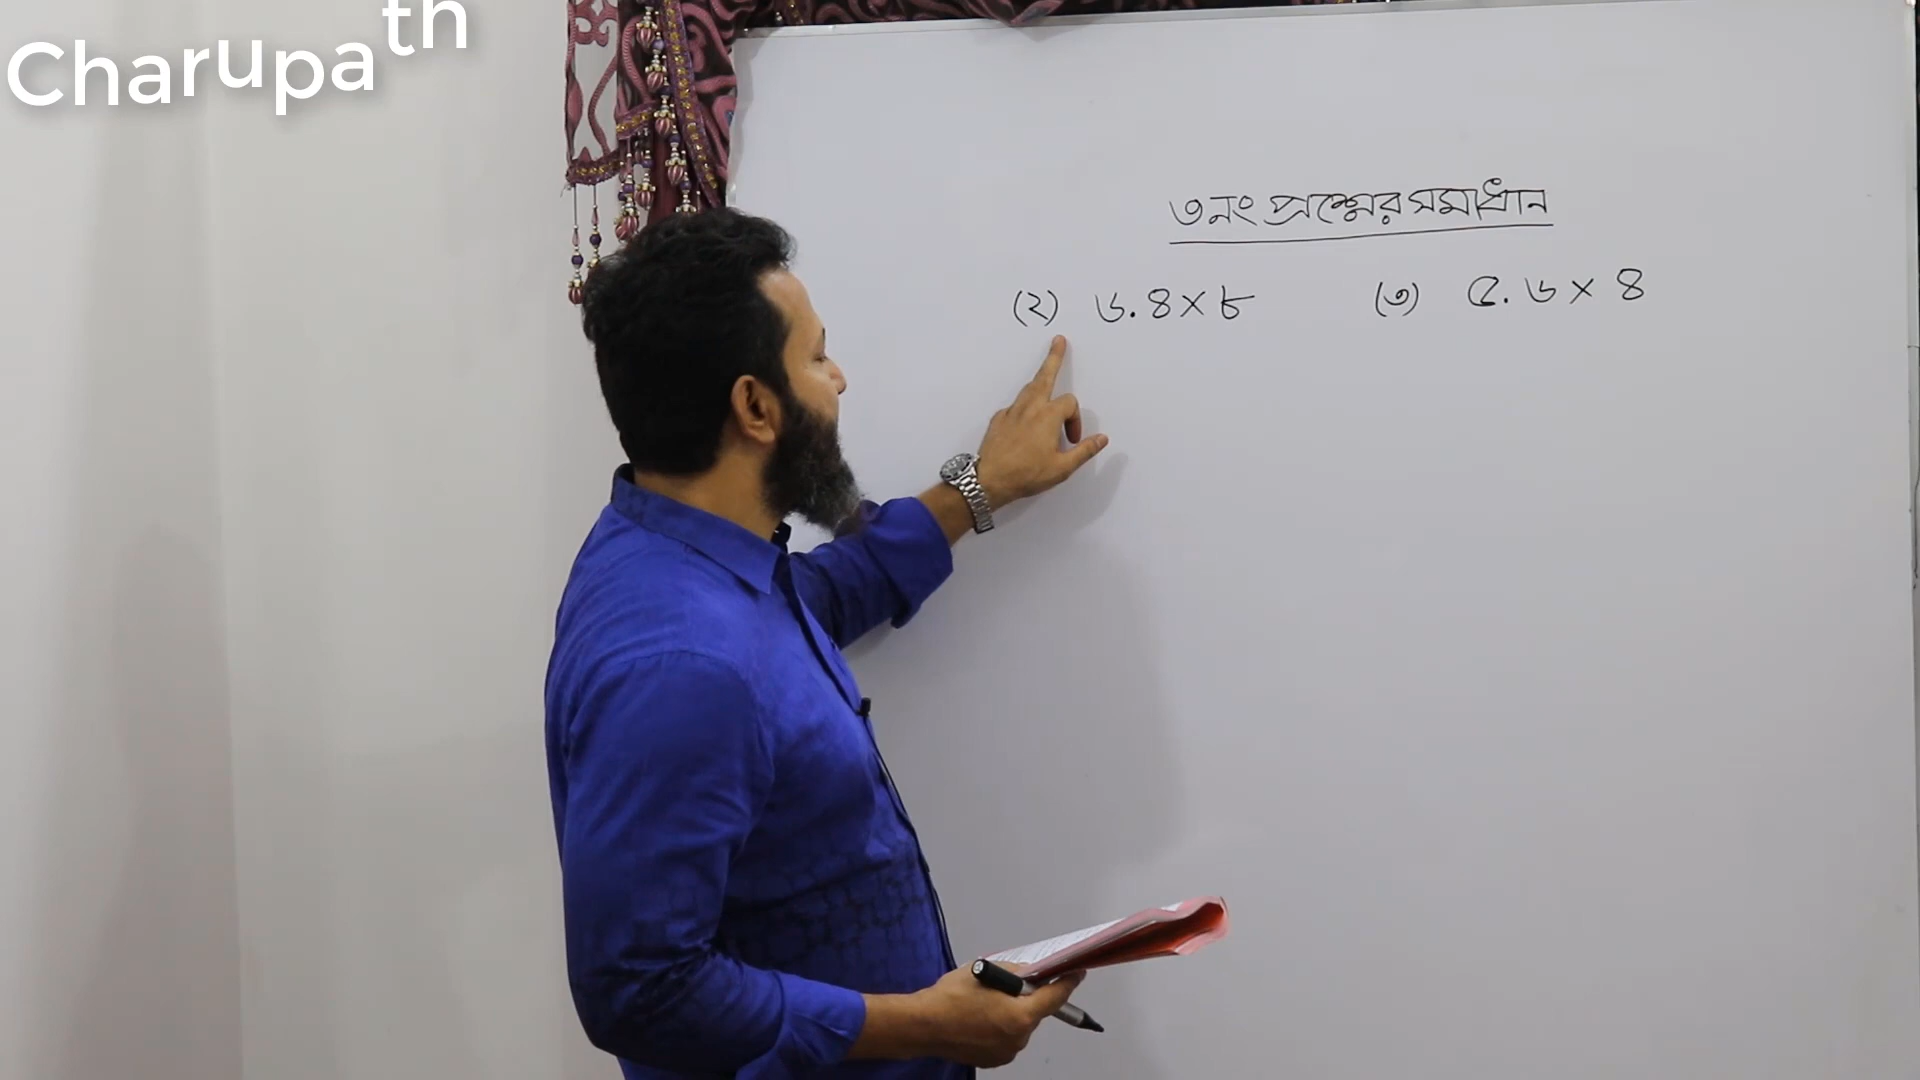 Charupath
৩নং প্রশ্নের সমাধান
(২) ৬.৪×৮ (৩) ৫.৬×৪